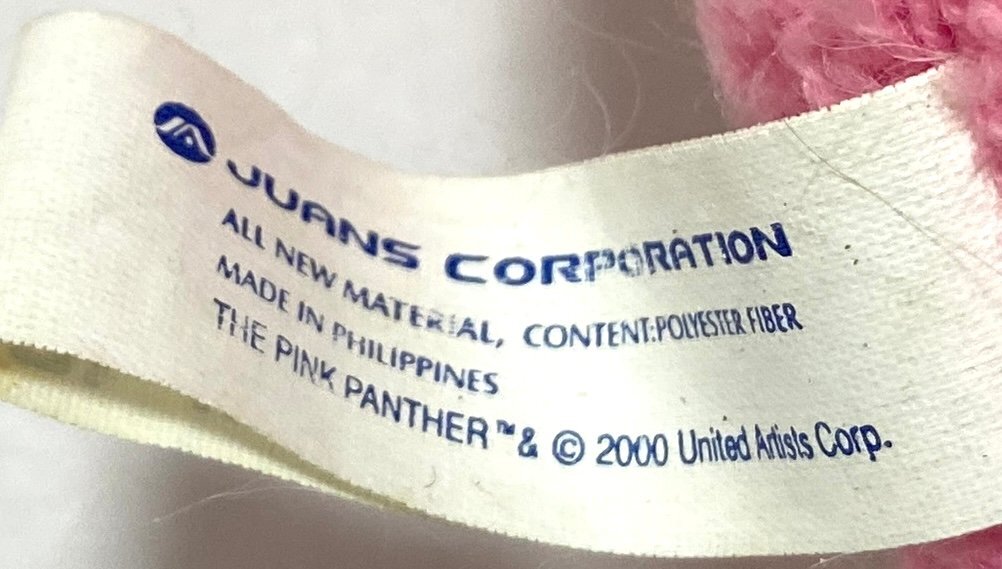 JUANS CORPORATION
ALL NEW MATERIAL, CONTENT:POLYESTER FIBER
MADE IN PHILIPPINES
THE PINK PANTHER™ & © 2000 United Artists Corp.